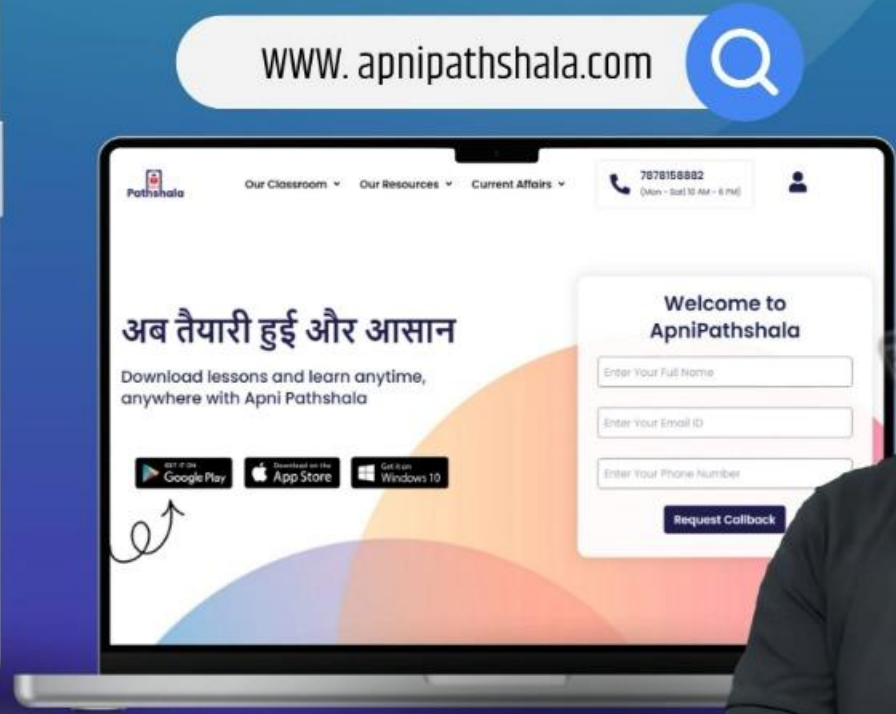 WWW. apnipathshala.com
Pathshala
Our Classroom
Our Resources
Current Affairs
7878158882
(Mon - Sat) 10 AM - 6 PM)
अब तैयारी हुई और आसान
Download lessons and learn anytime,
anywhere with Apni Pathshala
GET IT ON
Google Play
Download on the
App Store
Get it on
Windows 10
Welcome to
ApniPathshala
Enter Your Full Name
Enter Your Email ID
Enter Your Phone Number
Request Callback